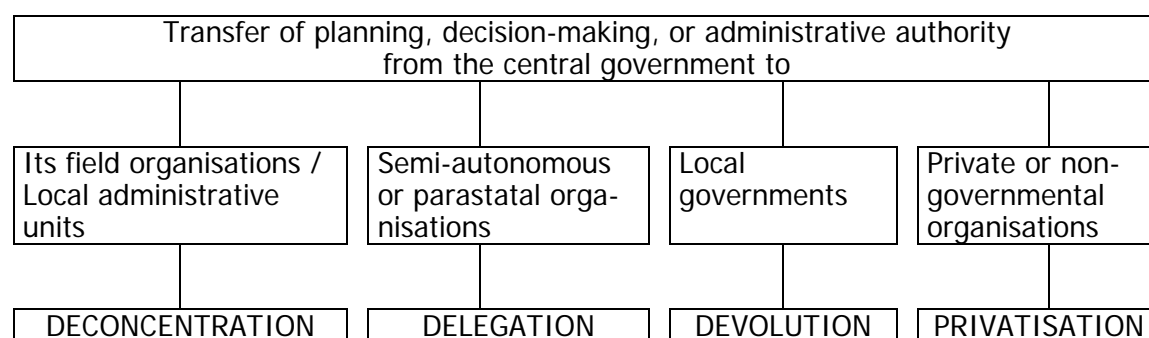 Transfer of planning, decision-making, or administrative authority
from the central government to
Its field organisations /
Local administrative
units
Semi-autonomous
or parastatal orga-
nisations
Local
governments
Private or non-
governmental
organisations
DECONCENTRATION
DELEGATION
DEVOLUTION
PRIVATISATION